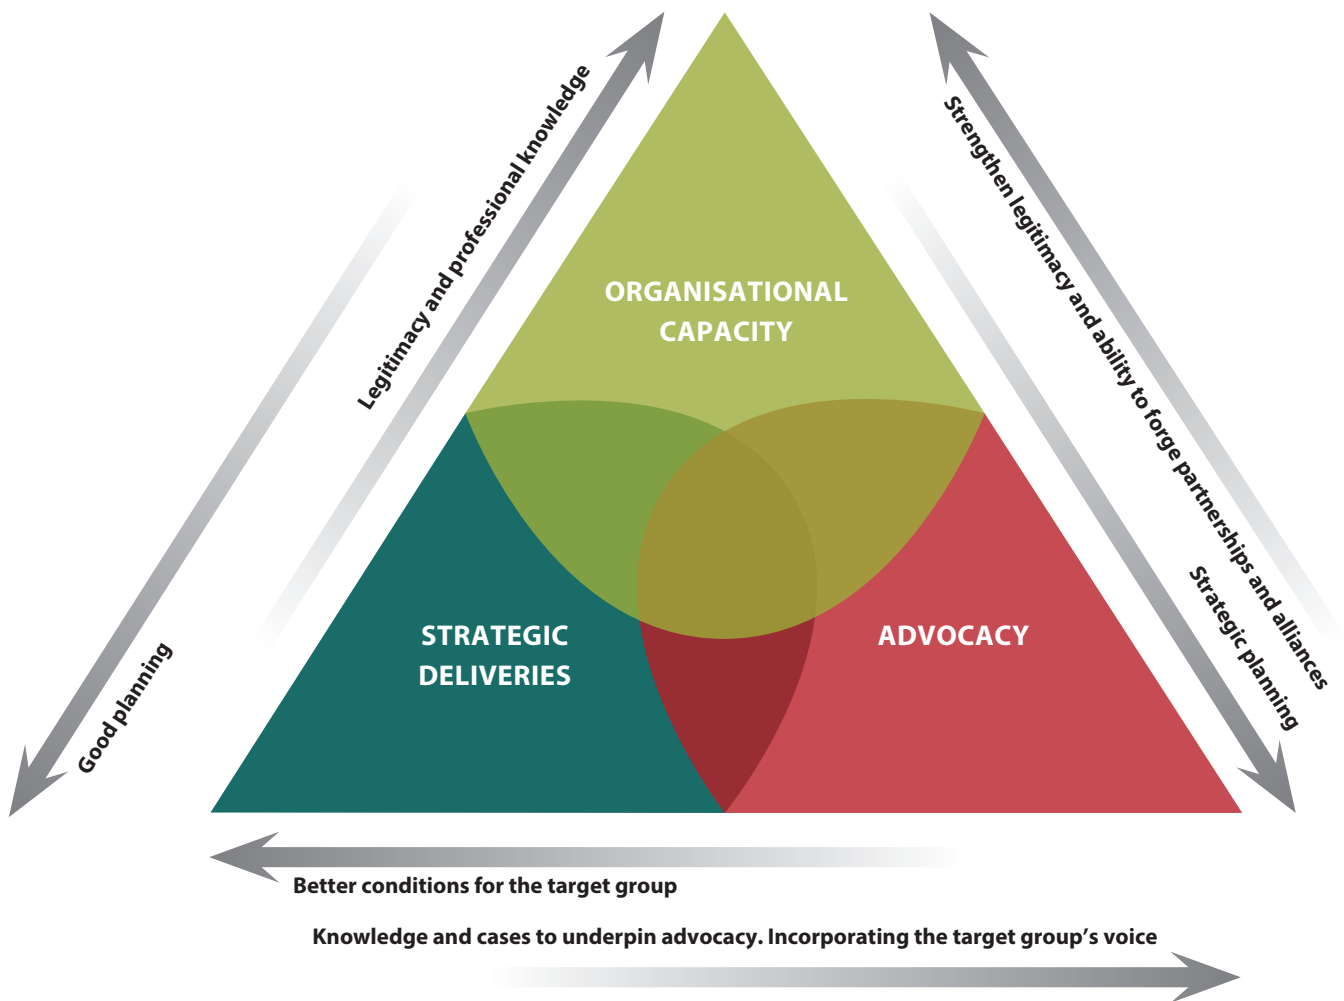 Legitimacy and professional knowledge
Good planning
Strengthen legitimacy and ability to forge partnerships and alliances
Strategic planning
ORGANISATIONAL
CAPACITY
STRATEGIC
DELIVERIES
ADVOCACY
Better conditions for the target group
Knowledge and cases to underpin advocacy. Incorporating the target group’s voice